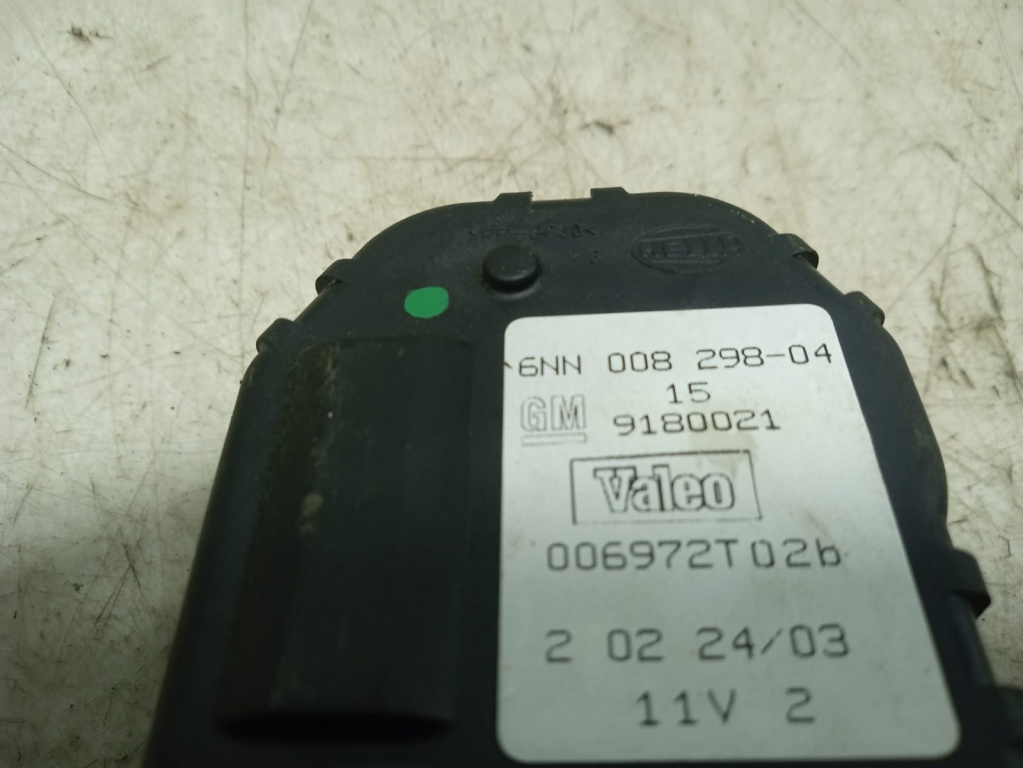 HELLA
6NN 008 298-04
15
GM 9180021
Valeo
006972T02b
2 02 24/03
11V 2